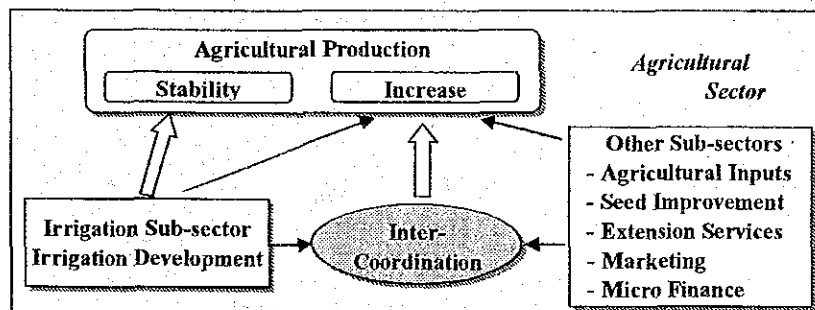 Agricultural Production
Stability
Increase
Agricultural
Sector
Irrigation Sub-sector
Irrigation Development
Inter-
Coordination
Other Sub-sectors
- Agricultural Inputs
- Seed Improvement
- Extension Services
- Marketing
- Micro Finance